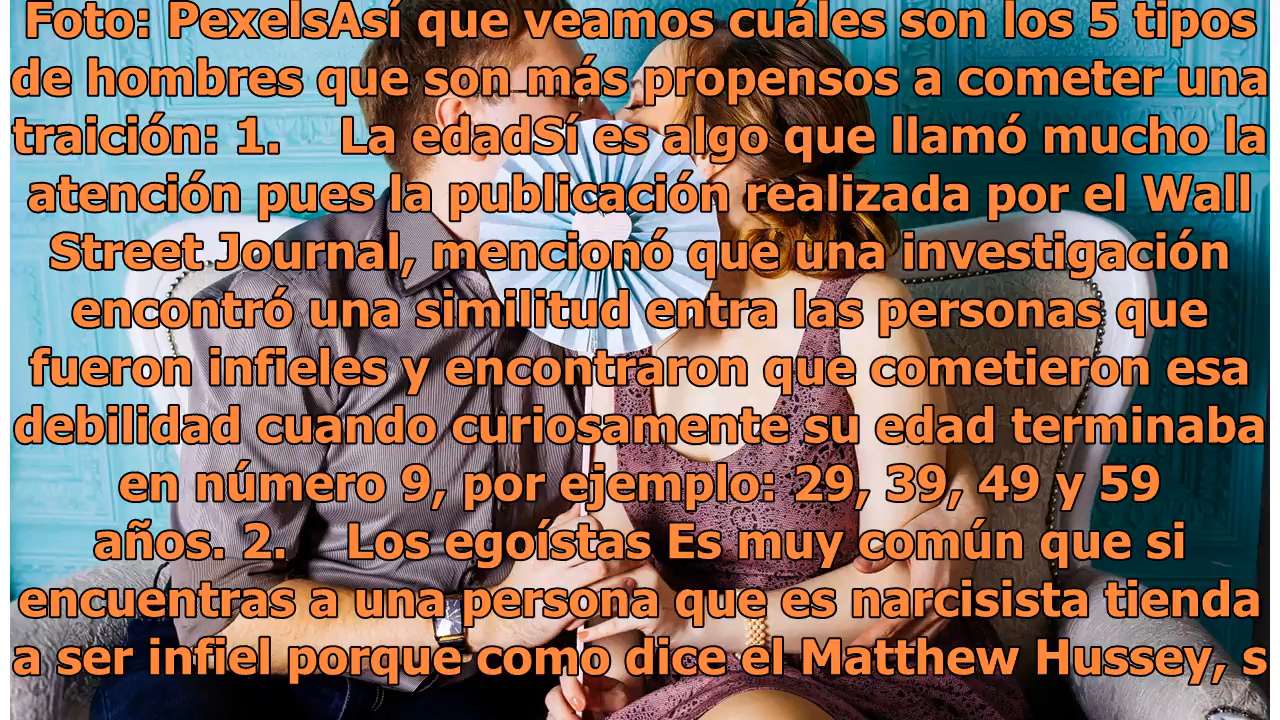 Foto: PexelsAsí que veamos cuáles son los 5 tipos
de hombres que son más propensos a cometer una
traición: 1. La edadSí es algo que llamó mucho la
atención pues la publicación realizada por el Wall
Street Journal, mencionó que una investigación
encontró una similitud entra las personas que
fueron infieles y encontraron que cometieron esa
debilidad cuando curiosamente su edad terminaba
en número 9, por ejemplo: 29, 39, 49 y 59
años. 2. Los egoístas Es muy común que si
encuentras a una persona que es narcisista tienda
a ser infiel porque como dice el Matthew Hussey, s